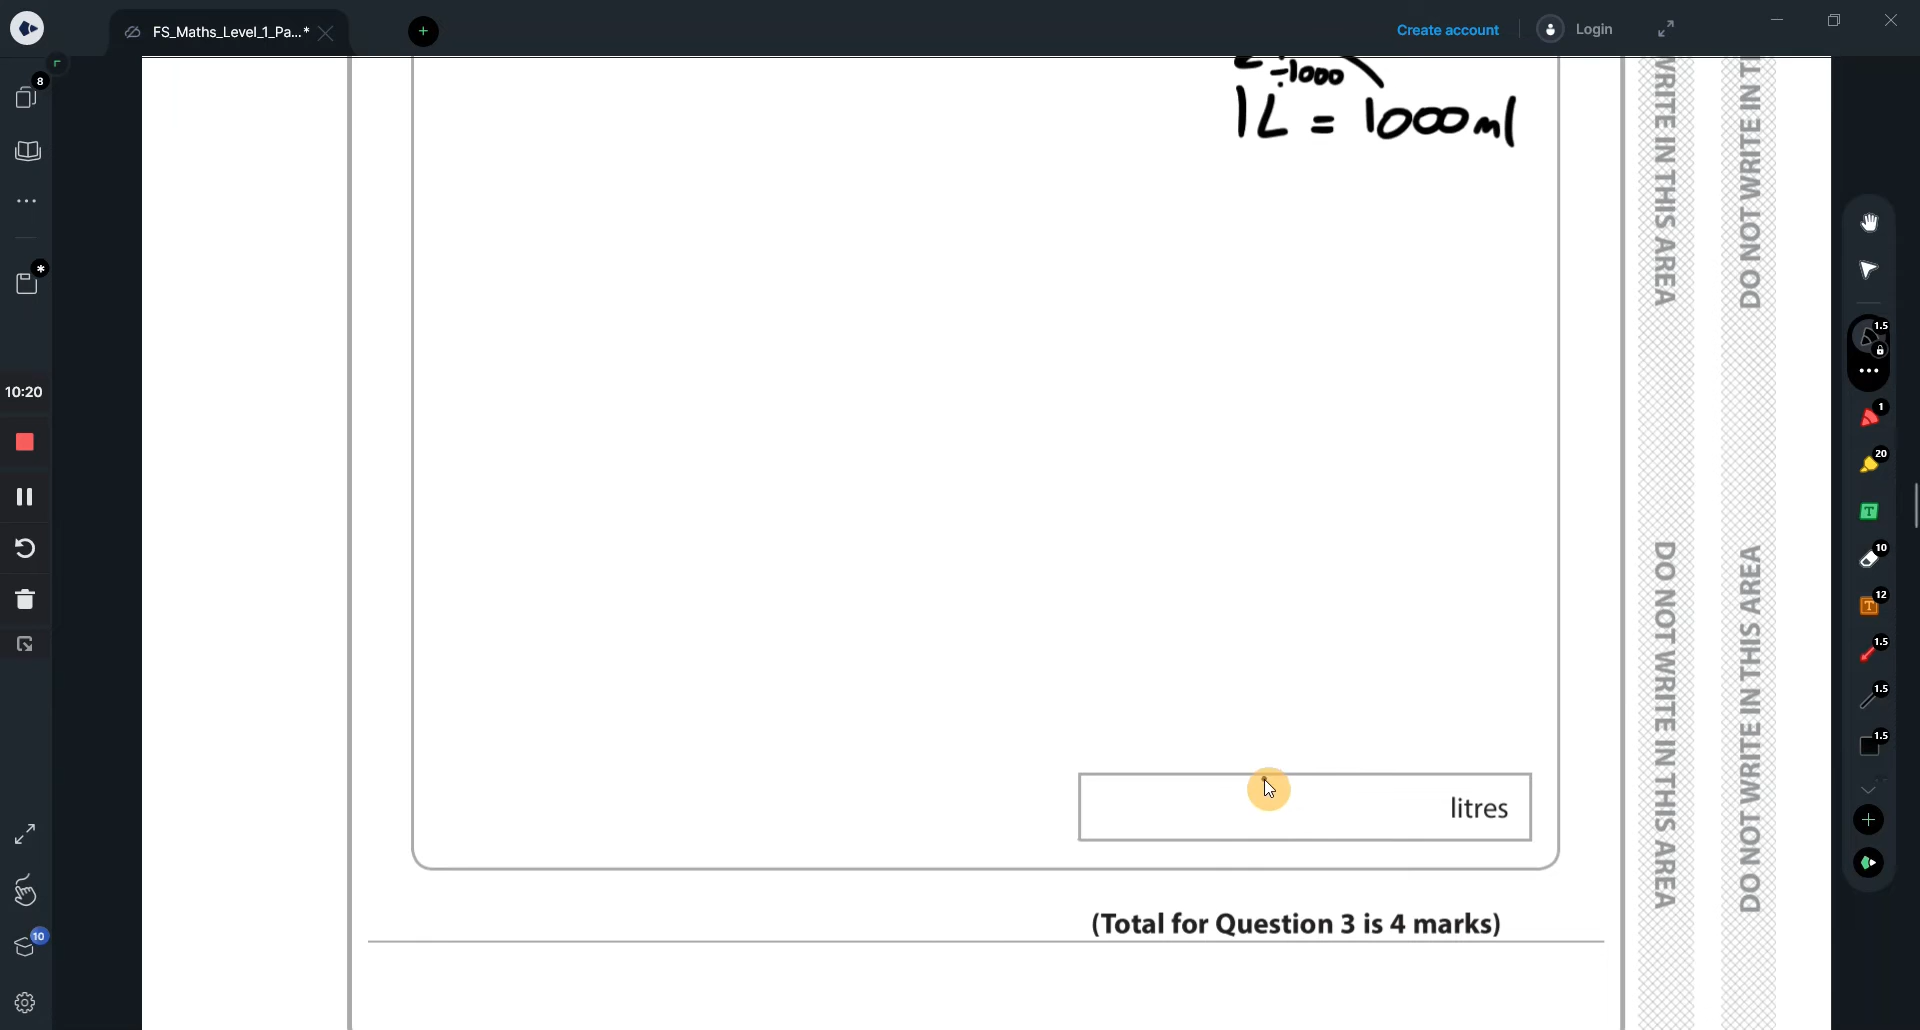 FS_Maths_Level_1_Pa...*
Create account
Login
8
10:20
10
÷1000
1L = 1000ml
litres
(Total for Question 3 is 4 marks)
WRITE IN THIS AREA
DO NOT WRITE IN THIS AREA
DO NOT WRITE IN TH
DO NOT WRITE IN THIS AREA
1.5
1
20
T
10
T
12
1.5
1.5
1.5